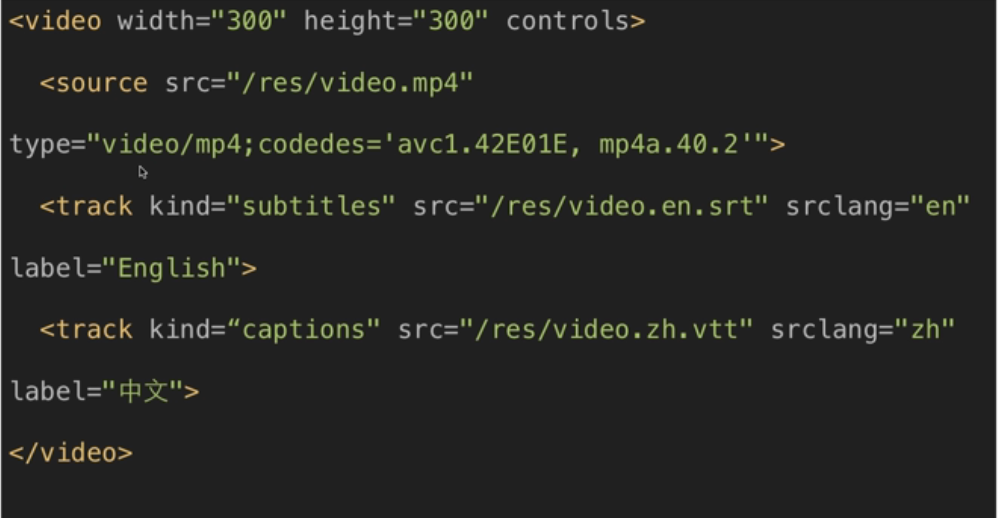 <video width="300" height="300" controls>
<source src="/res/video.mp4"
type="video/mp4;codedes='avc1.42E01E, mp4a.40.2'">
<track kind="subtitles" src="/res/video.en.srt" srclang="en"
label="English">
<track kind=“captions" src="/res/video.zh.vtt" srclang="zh"
label="中文">
</video>